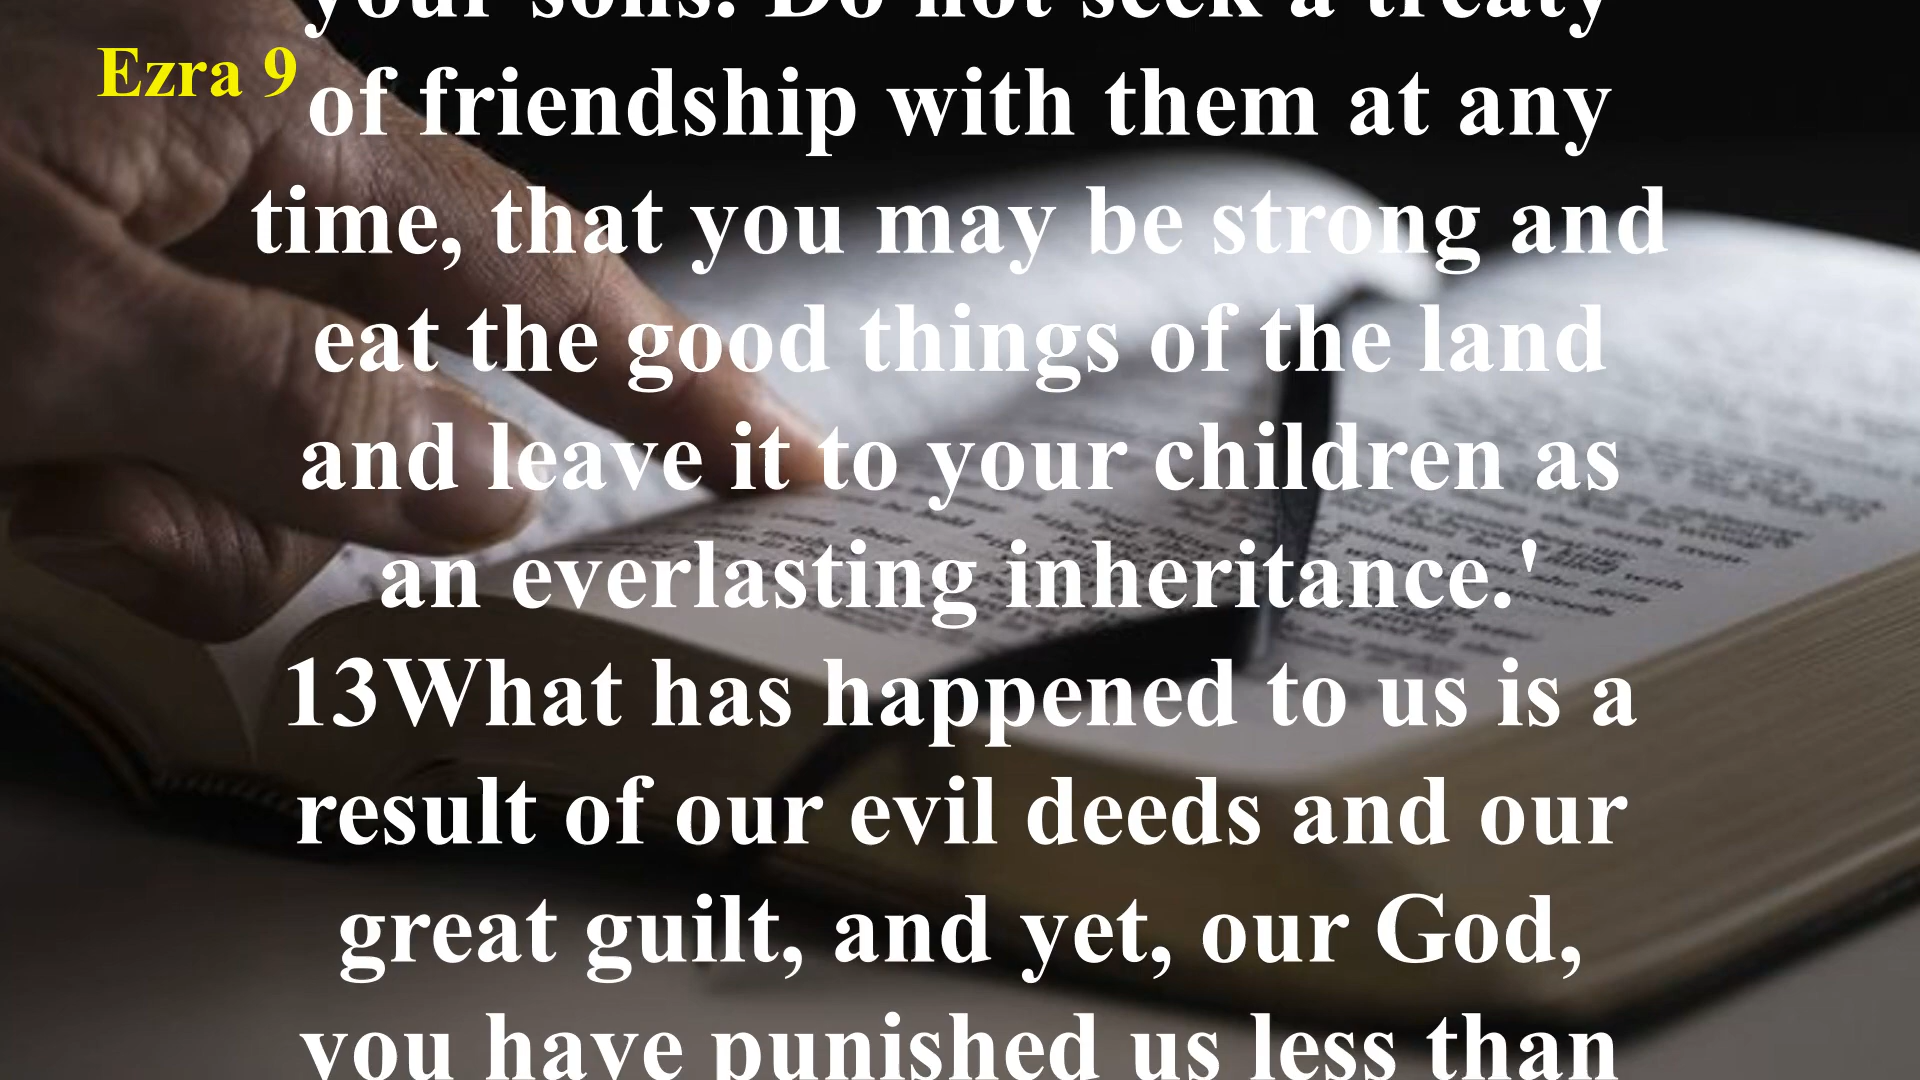 your sons. Do not seek a treaty
Ezra 9
of friendship with them at any
time, that you may be strong and
eat the good things of the land
and leave it to your children as
an everlasting inheritance.'
13What has happened to us is a
result of our evil deeds and our
great guilt, and yet, our God,
you have punished us less than